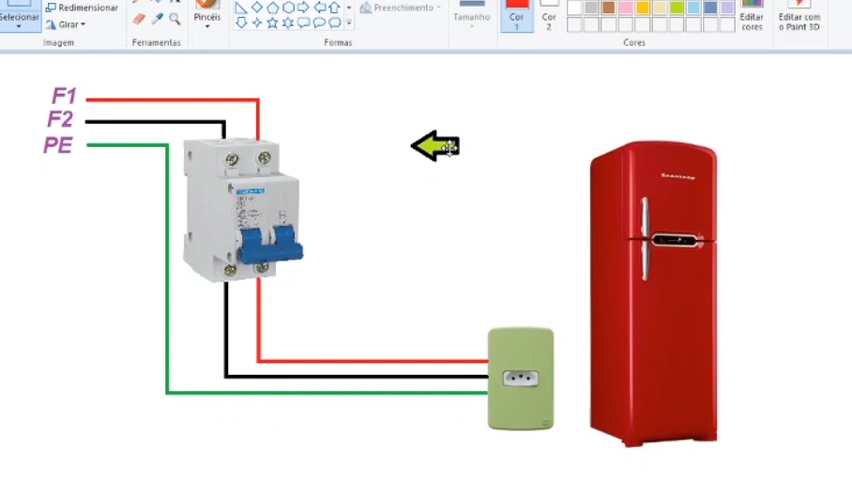 Selecionar
Redimensionar
Girar
Imagem
Ferramentas
Pincéis
Formas
Preenchimento
Tamanho
Cor
1
Cor
2
Cores
Editar
cores
Editar com
o Paint 3D
F1
F2
PE